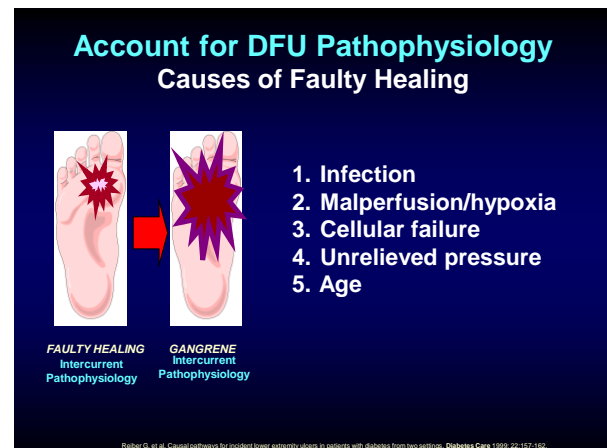 Account for DFU Pathophysiology
Causes of Faulty Healing
1. Infection
2. Malperfusion/hypoxia
3. Cellular failure
4. Unrelieved pressure
5. Age
FAULTY HEALING
Intercurrent
Pathophysiology
GANGRENE
Intercurrent
Pathophysiology
Reiber G, et al. Causal pathways for incident lower extremity ulcers in patients with diabetes from two settings. Diabetes Care 1999; 22:157-162.